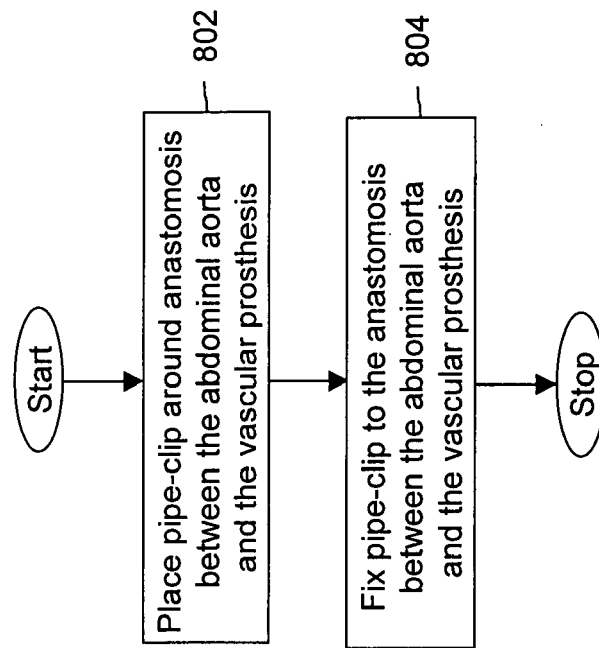 Start
Place pipe-clip around anastomosis
between the abdominal aorta
and the vascular prosthesis
802
Fix pipe-clip to the anastomosis
between the abdominal aorta
and the vascular prosthesis
804
Stop